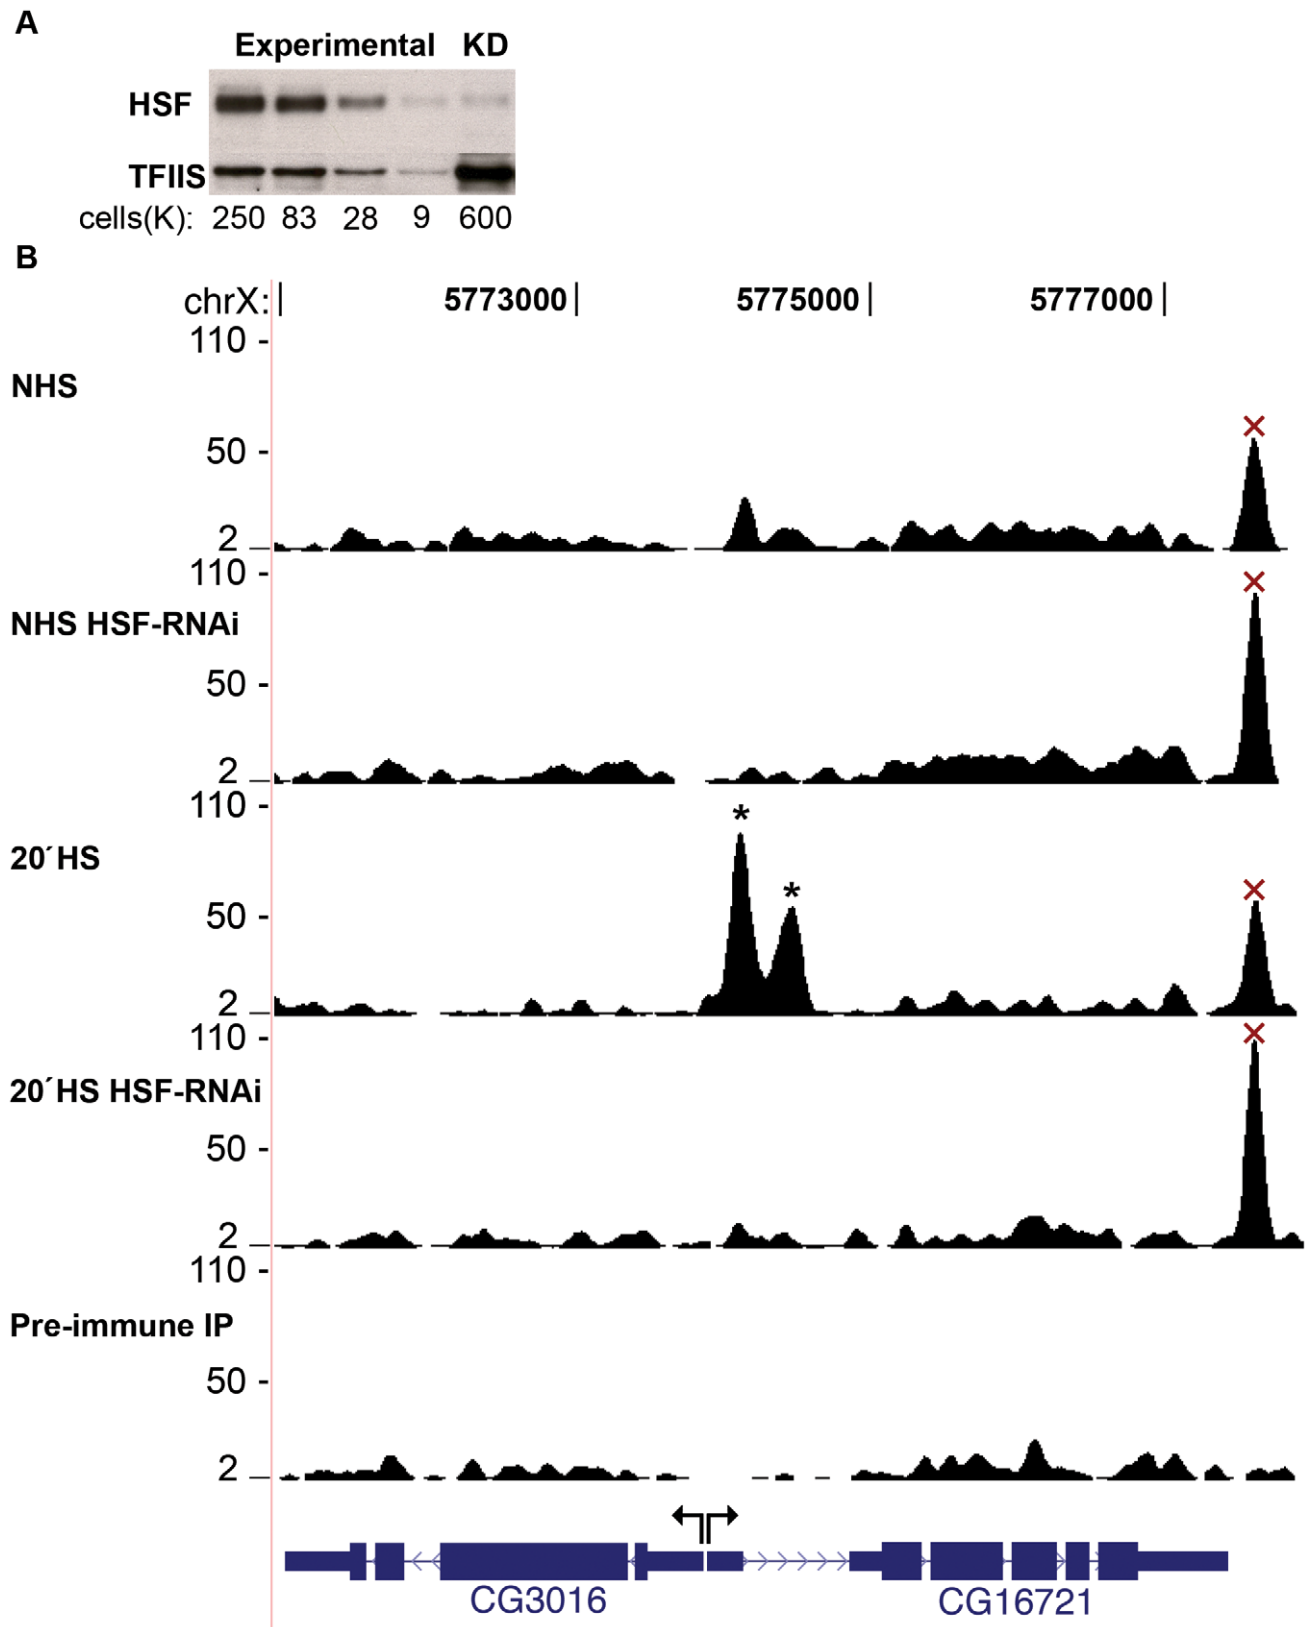 A
Experimental KD
HSF
TFIIS
cells(K): 250 83 28 9 600
B
chrX: 5773000 5775000 5777000
110 -
NHS
50 -
2
110 -
NHS HSF-RNAi
50 -
2
110 -
*
20´HS
*
50 -
2
110 -
20´HS HSF-RNAi
50 -
2
110 -
Pre-immune IP
50 -
2
CG3016 CG16721